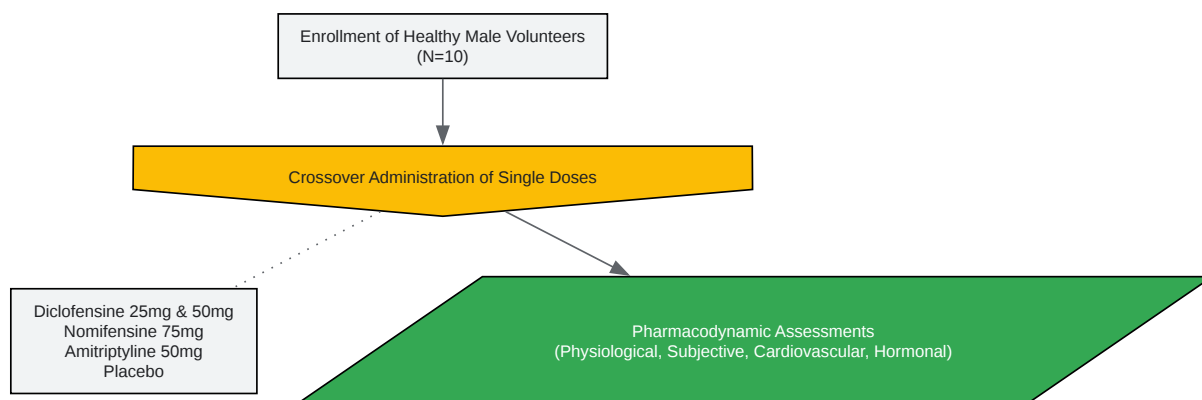 Enrollment of Healthy Male Volunteers
(N=10)
Crossover Administration of Single Doses
Diclofensine 25mg & 50mg
Nomifensine 75mg
Amitriptyline 50mg
Placebo
Pharmacodynamic Assessments
(Physiological, Subjective, Cardiovascular, Hormonal)